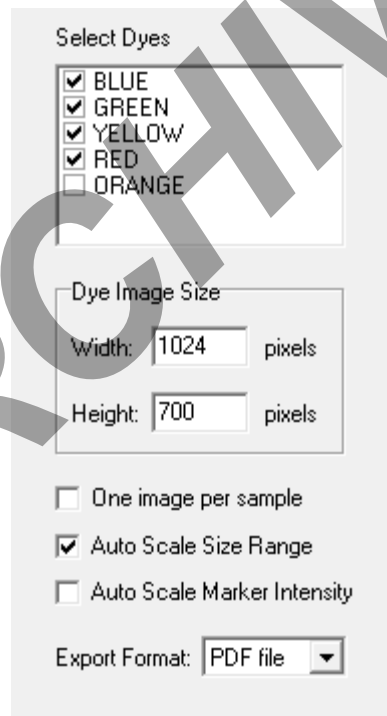 Select Dyes
BLUE
GREEN
YELLOW
RED
ORANGE
Dye Image Size
Width: 1024 pixels
Height: 700 pixels
One image per sample
Auto Scale Size Range
Auto Scale Marker Intensity
Export Format: PDF file
RCHIV